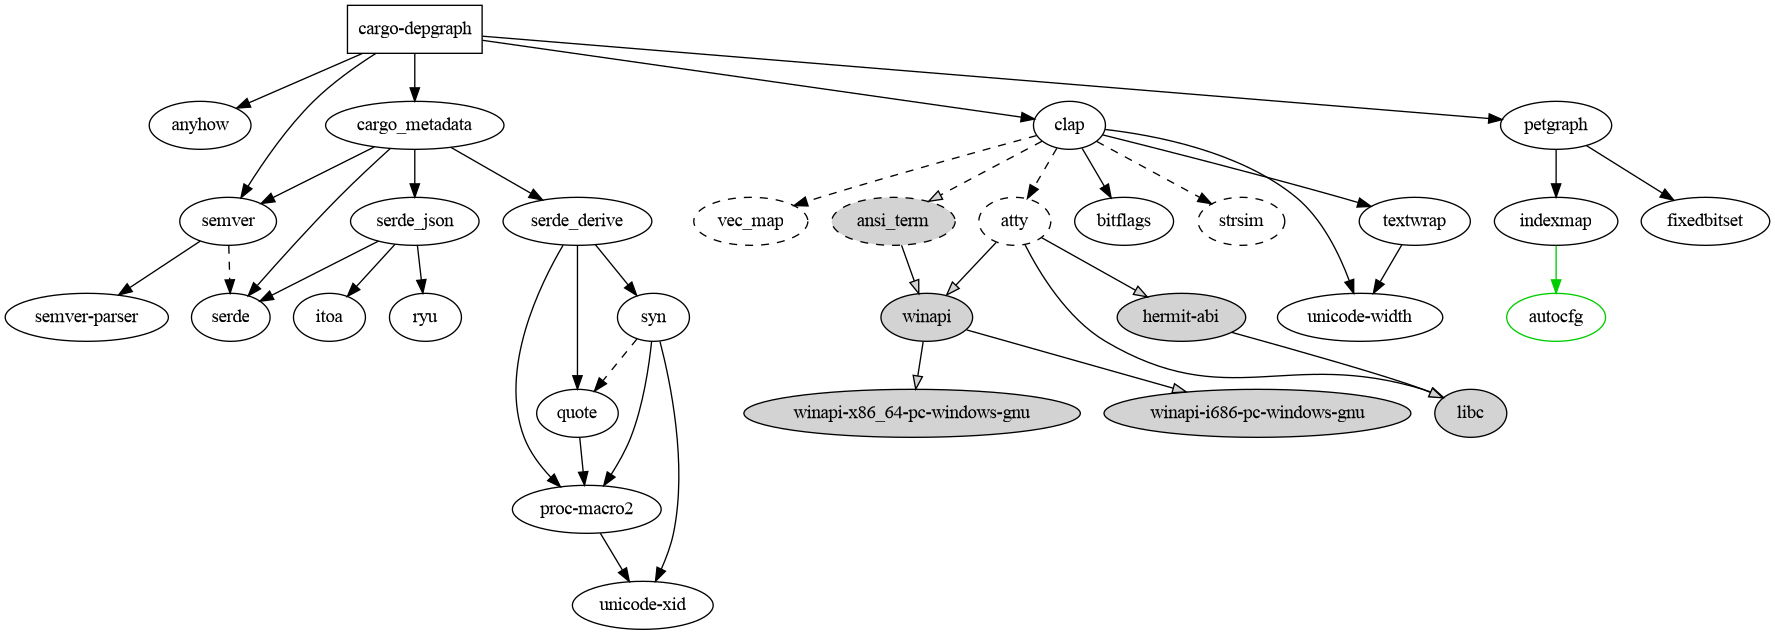 cargo-depgraph
anyhow
cargo_metadata
clap
petgraph
semver
serde_json
serde_derive
vec_map
ansi_term
atty
bitflags
strsim
textwrap
indexmap
fixedbitset
semver-parser
serde
itoa
ryu
syn
winapi
hermit-abi
unicode-width
autocfg
quote
winapi-x86_64-pc-windows-gnu
winapi-i686-pc-windows-gnu
libc
proc-macro2
unicode-xid